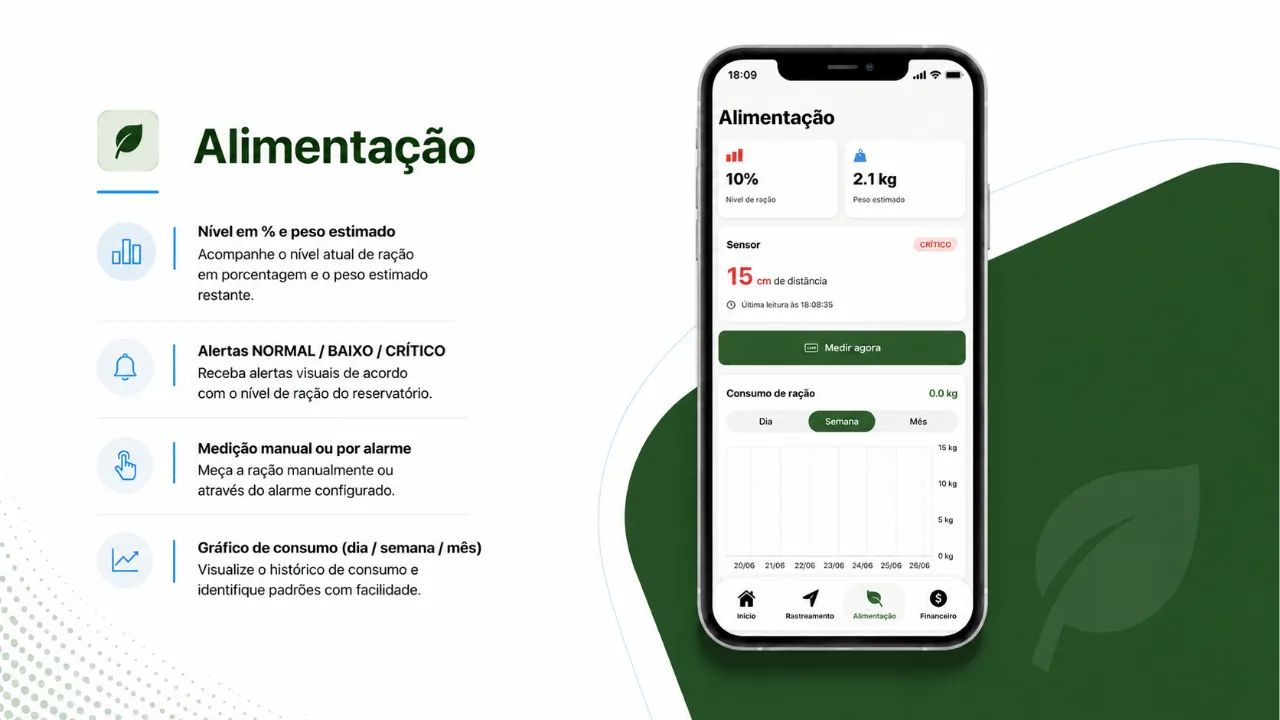 Alimentação
Nível em % e peso estimado
Acompanhe o nível atual de ração
em porcentagem e o peso estimado
restante.
Alertas NORMAL / BAIXO / CRÍTICO
Receba alertas visuais de acordo
com o nível de ração do reservatório.
Medição manual ou por alarme
Meça a ração manualmente ou
através do alarme configurado.
Gráfico de consumo (dia / semana / mês)
Visualize o histórico de consumo e
identifique padrões com facilidade.
18:09
Alimentação
10%
Nível de ração
2.1 kg
Peso estimado
Sensor
CRÍTICO
15 cm de distância
Última leitura às 18:08:35
Medir agora
Consumo de ração
0.0 kg
Dia
Semana
Mês
15 kg
10 kg
5 kg
0 kg
20/06 21/06 22/06 23/06 24/06 25/06 26/06
Início
Rastreamento
Alimentação
Financeiro